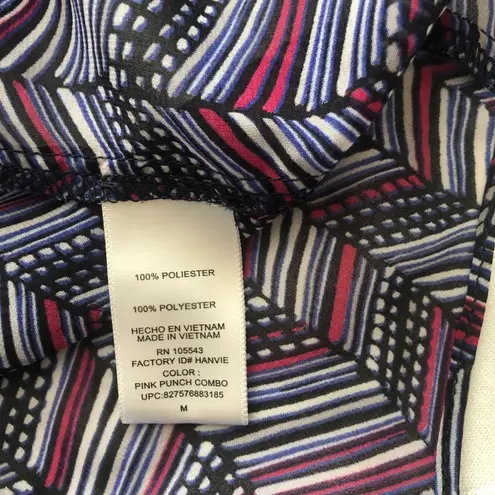 100% POLIESTER
100% POLYESTER
HECHO EN VIETNAM
MADE IN VIETNAM
RN 105543
FACTORY ID# HANVIE
COLOR :
PINK PUNCH COMBO
UPC:827576883185
M